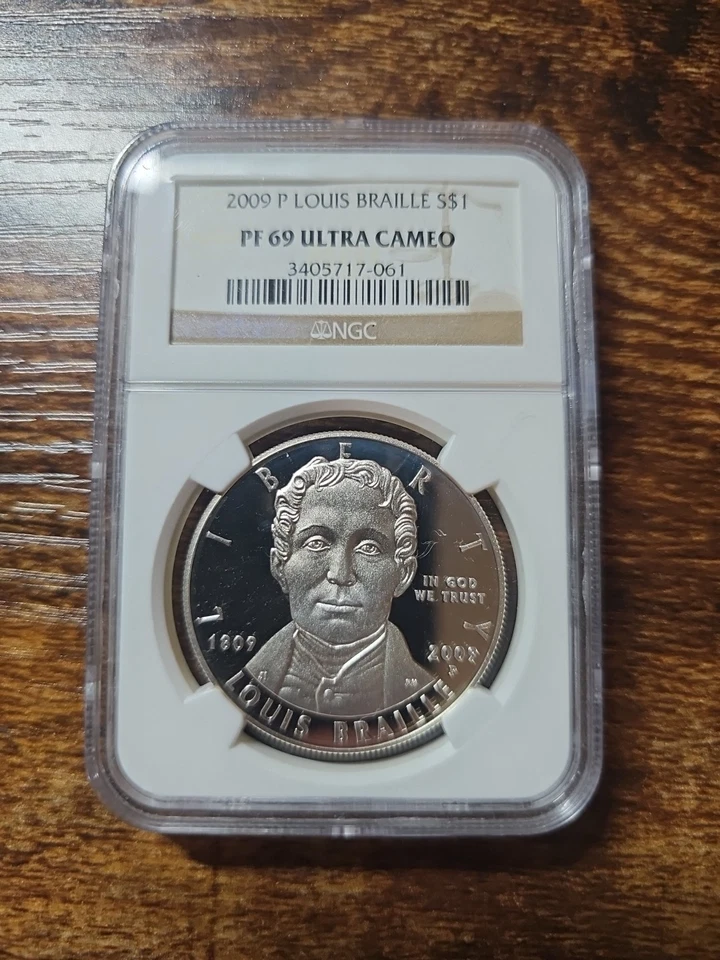 2009 P LOUIS BRAILLE S$1
PF 69 ULTRA CAMEO
3405717-061
NGC
LIBERTY
IN GOD
WE TRUST
1809 2009
P
LOUIS BRAILLE